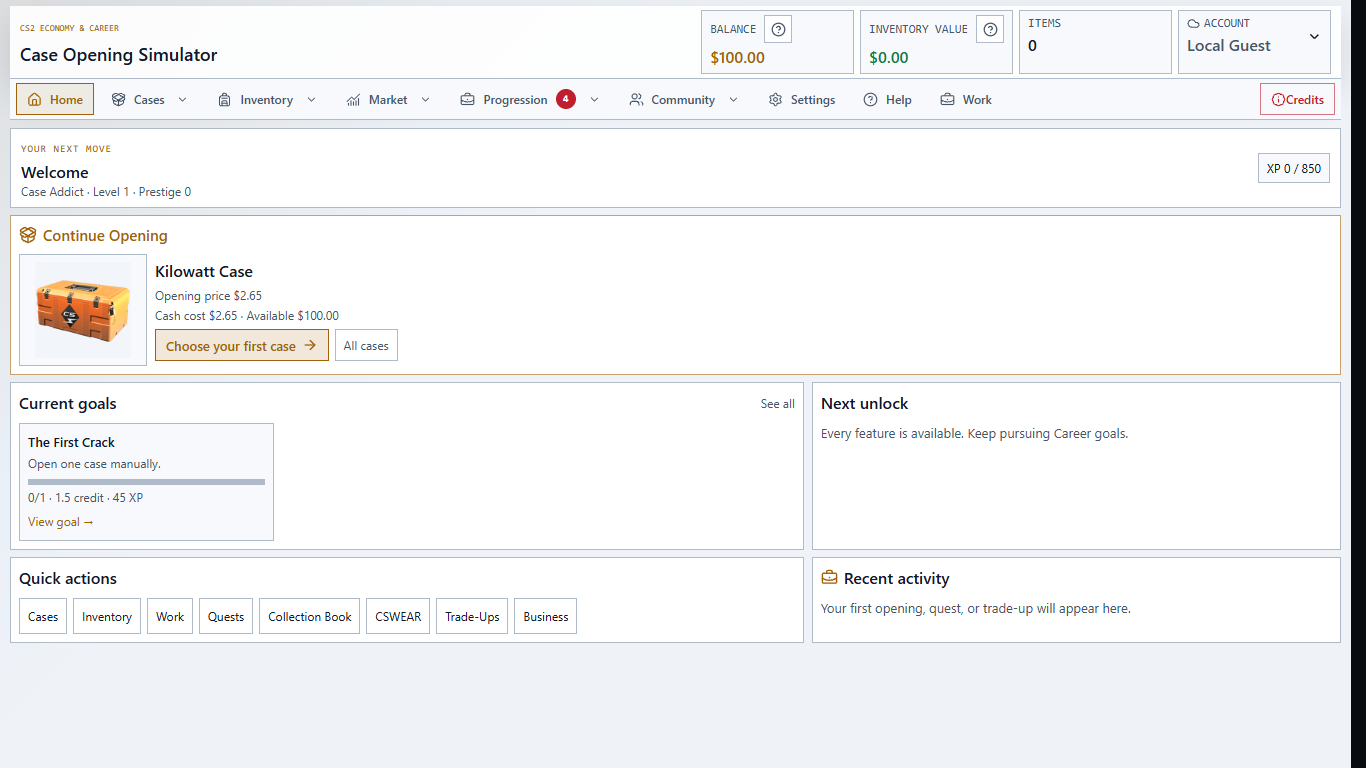 CS2 ECONOMY & CAREER
Case Opening Simulator
BALANCE
$100.00
INVENTORY VALUE
$0.00
ITEMS
0
ACCOUNT
Local Guest
Home
Cases
Inventory
Market
Progression 4
Community
Settings
Help
Work
Credits
YOUR NEXT MOVE
Welcome
Case Addict · Level 1 · Prestige 0
XP 0 / 850
Continue Opening
Kilowatt Case
Opening price $2.65
Cash cost $2.65 · Available $100.00
Choose your first case →
All cases
Current goals
See all
The First Crack
Open one case manually.
0/1 · 1.5 credit · 45 XP
View goal →
Next unlock
Every feature is available. Keep pursuing Career goals.
Quick actions
Cases
Inventory
Work
Quests
Collection Book
CSWEAR
Trade-Ups
Business
Recent activity
Your first opening, quest, or trade-up will appear here.